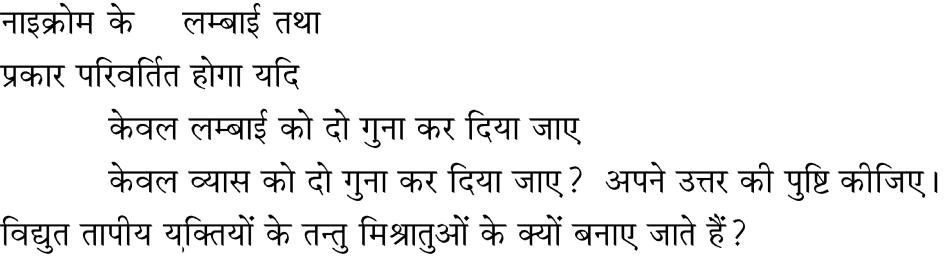 नाइक्रोम के लम्बाई तथा
प्रकार परिवर्तित होगा यदि
केवल लम्बाई को दो गुना कर दिया जाए
केवल व्यास को दो गुना कर दिया जाए? अपने उत्तर की पुष्टि कीजिए।
विद्युत तापीय युक्तियों के तन्तु मिश्रातुओं के क्यों बनाए जाते हैं?